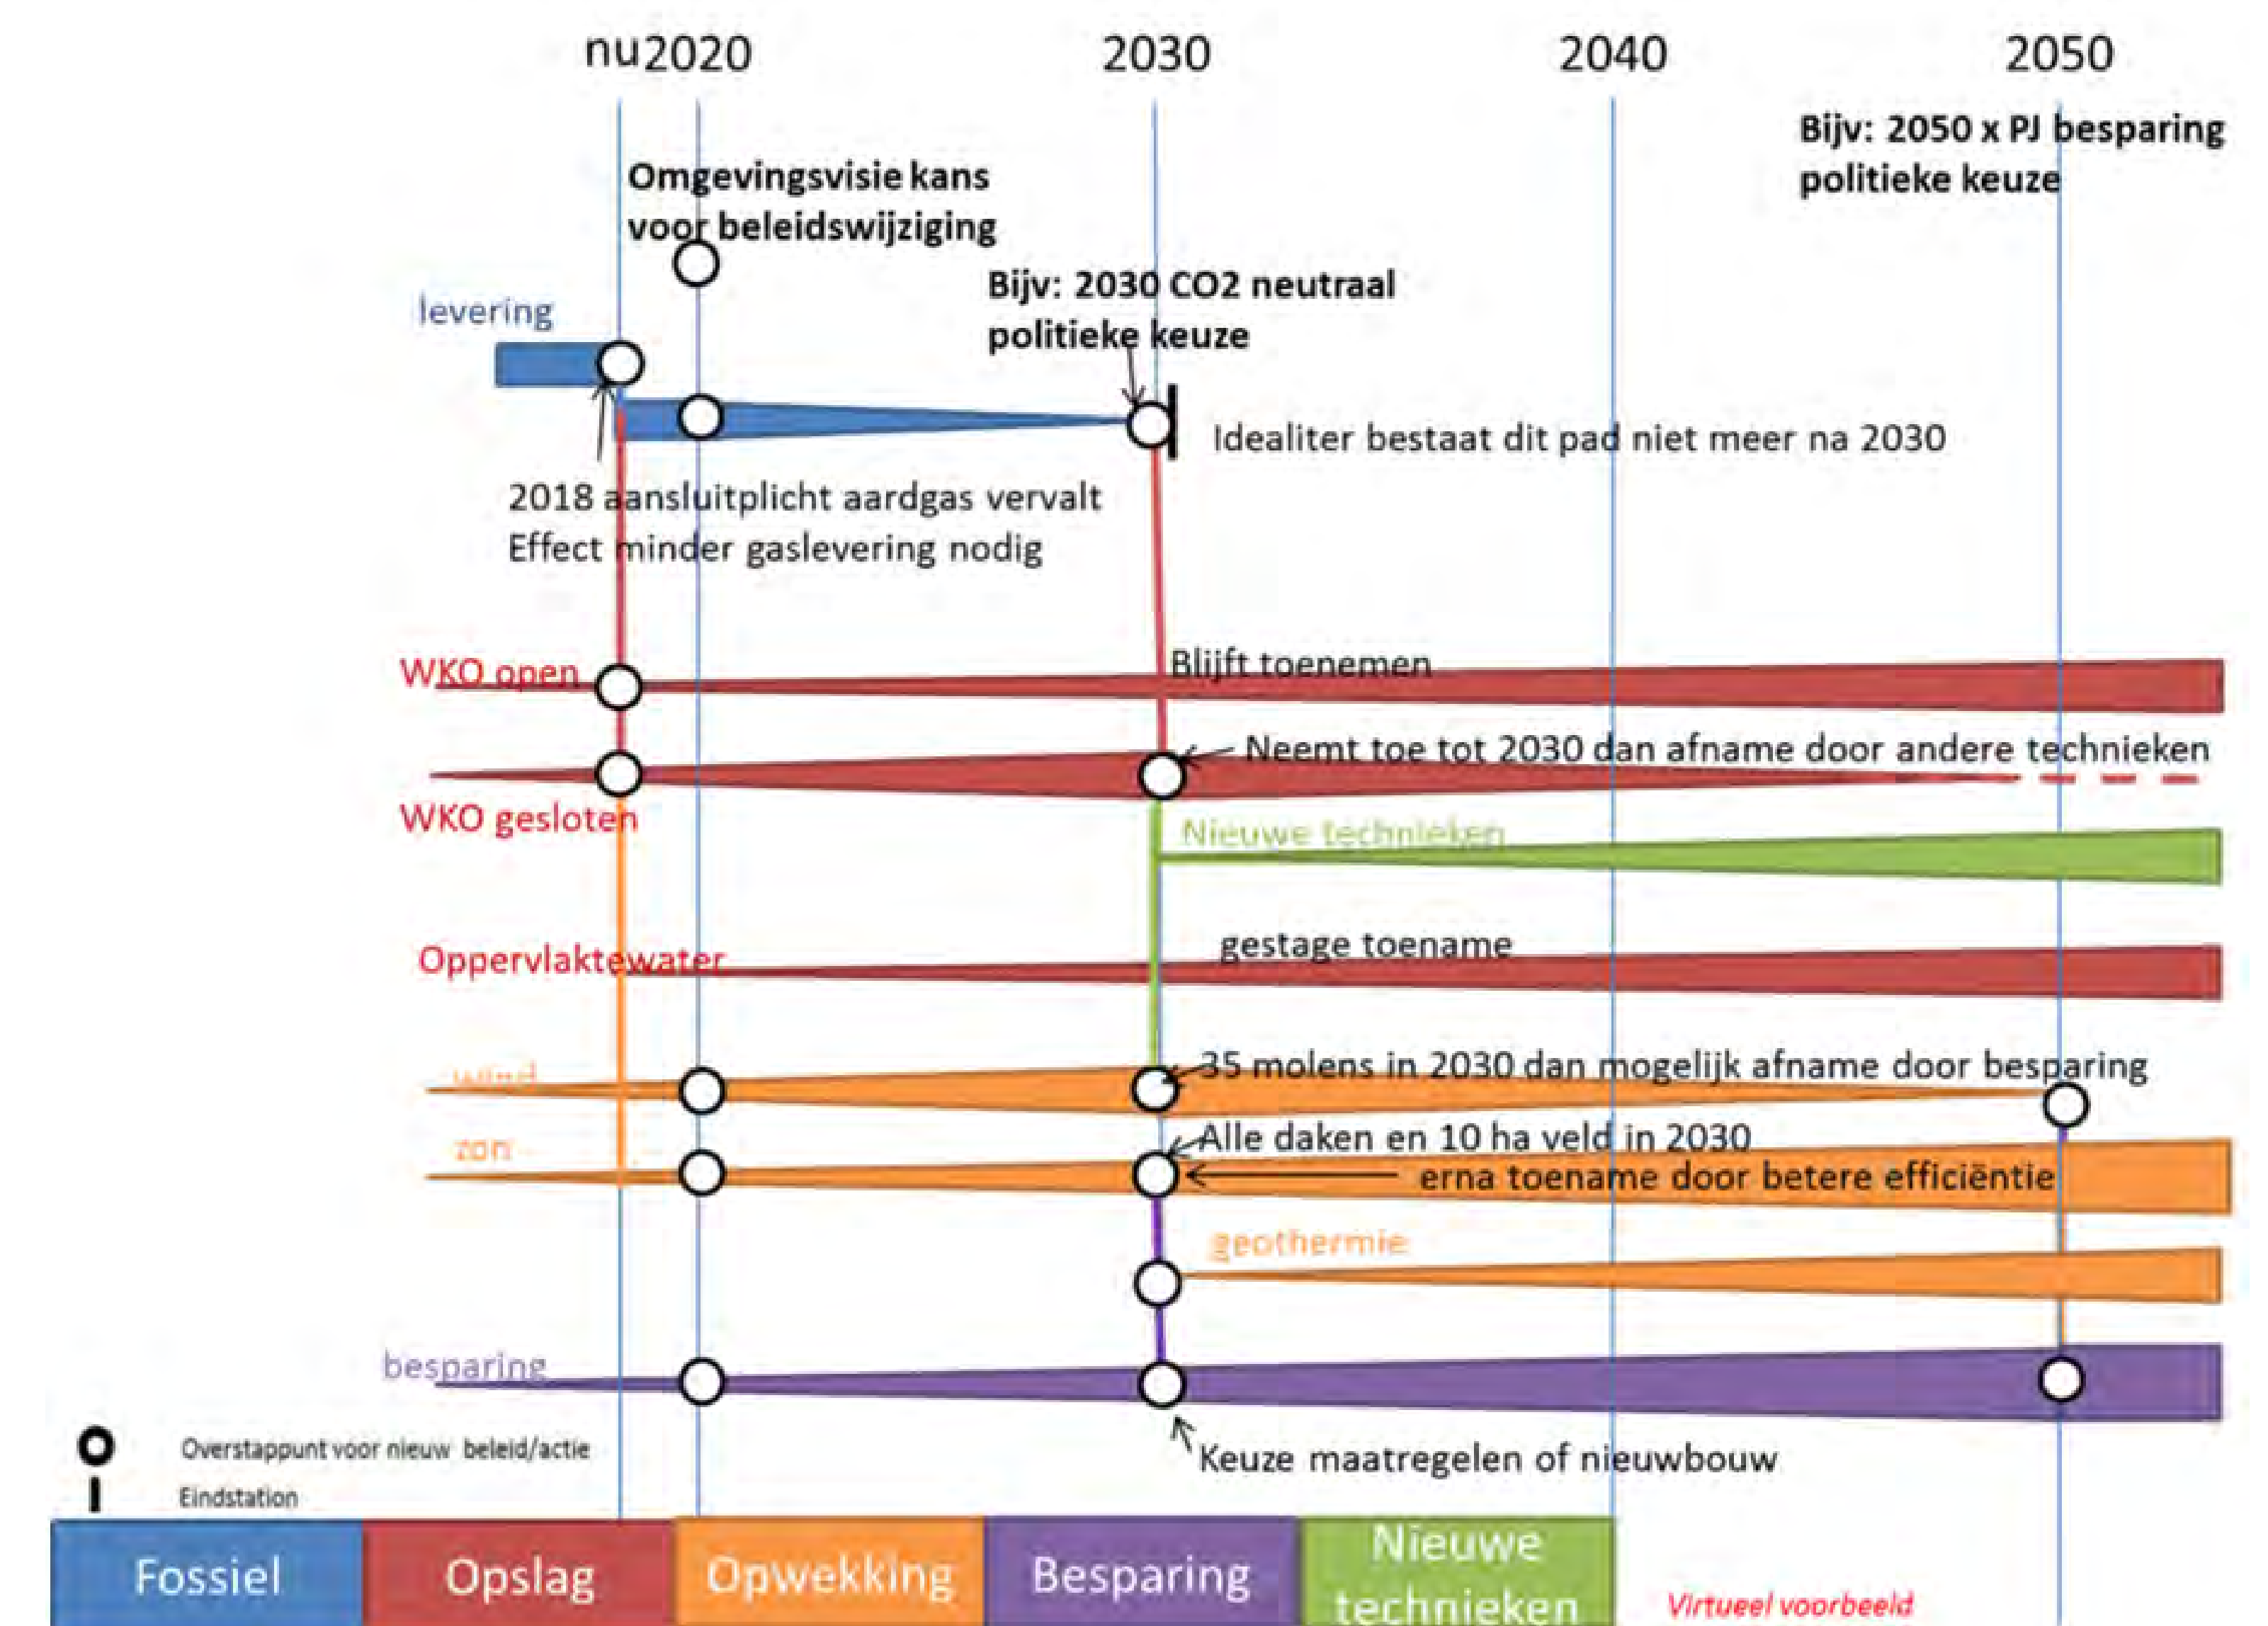 nu 2020 2030 2040 2050
Bijv: 2050 x PJ besparing
politieke keuze
Omgevingsvisie kans
voor beleidswijziging
Bijv: 2030 CO2 neutraal
politieke keuze
levering
Idealiter bestaat dit pad niet meer na 2030
2018 aansluitplicht aardgas vervalt
Effect minder gaslevering nodig
WKO open
Blijft toenemen
Neemt toe tot 2030 dan afname door andere technieken
WKO gesloten
Nieuwe technieken
Oppervlaktewater
gestage toename
wind
35 molens in 2030 dan mogelijk afname door besparing
zon
Alle daken en 10 ha veld in 2030
erna toename door betere efficiëntie
geothermie
besparing
Keuze maatregelen of nieuwbouw
Overstappunt voor nieuw beleid/actie
Eindstation
Fossiel
Opslag
Opwekking
Besparing
Nieuwe
technieken
Virtueel voorbeeld